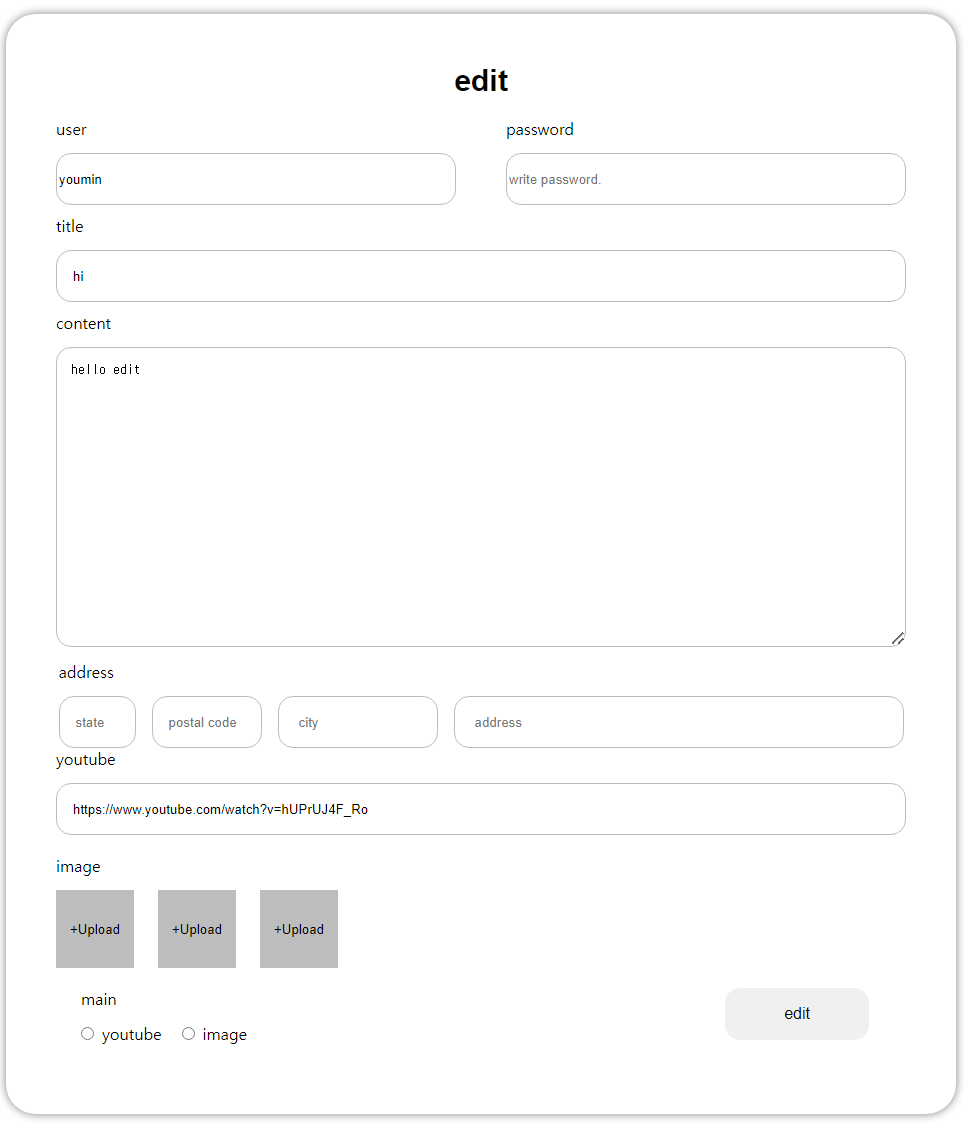 edit
user password
youmin write password.
title
hi
content
hello edit
address
state postal code city address
youtube
https://www.youtube.com/watch?v=hUPrUJ4F_Ro
image
+Upload +Upload +Upload
main
edit
youtube image